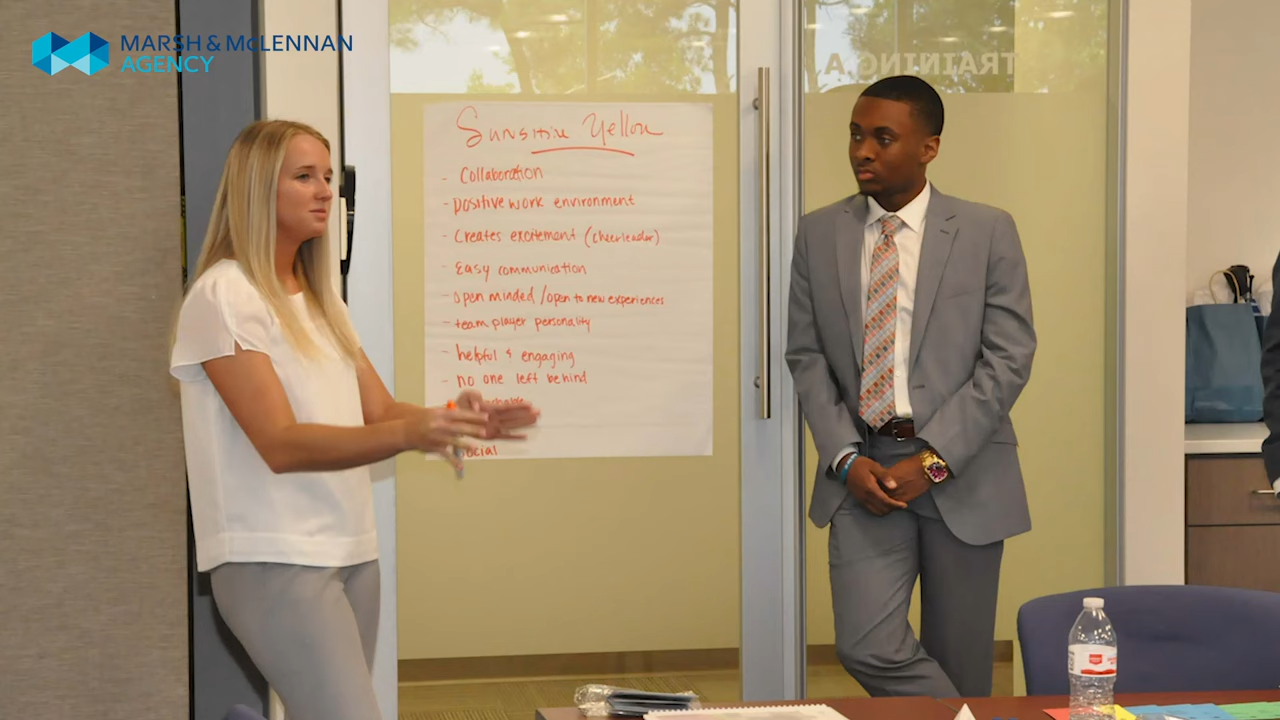 MARSH & McLENNAN
AGENCY
TRAINING
Sunshine Yellow
- Collaboration
- positive work environment
- Creates excitement (cheerleader)
- Easy communication
- open minded / open to new experiences
- team player personality
- helpful & engaging
- no one left behind
social